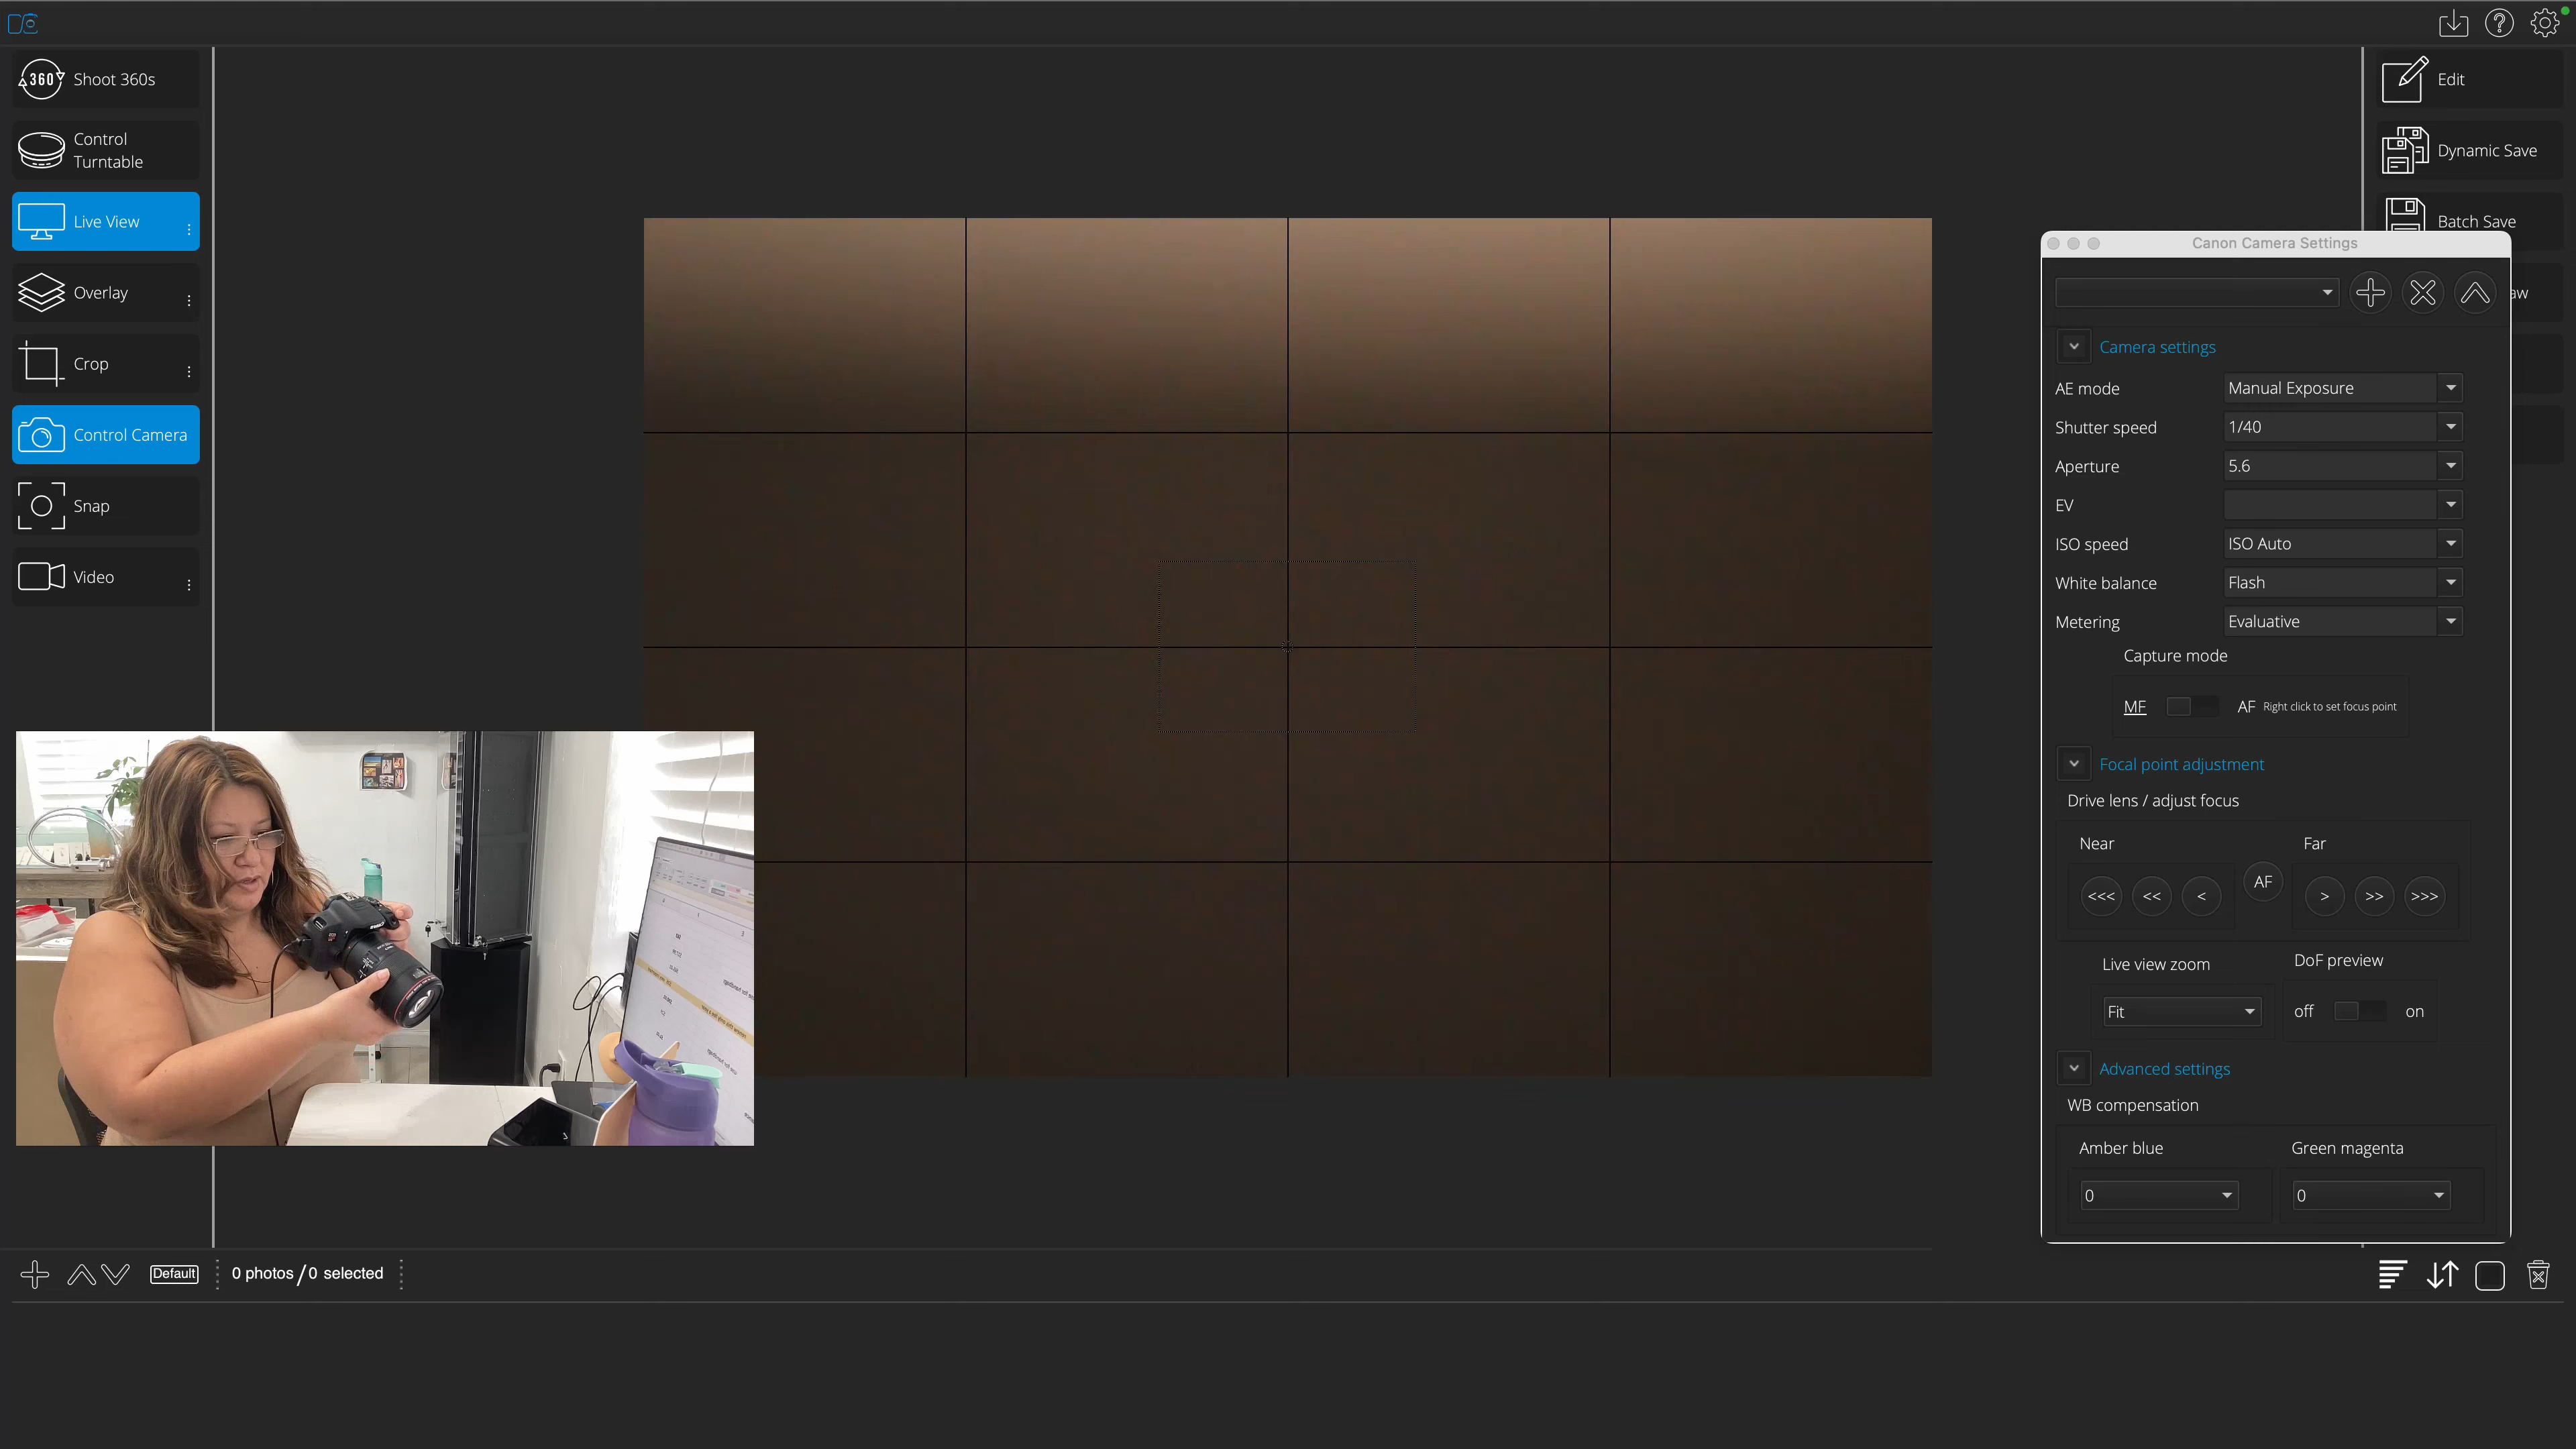 360
Shoot 360s
Control
Turntable
Live View
Overlay
Crop
Control Camera
Snap
Video
Edit
Dynamic Save
Batch Save
aw
Canon Camera Settings
Camera settings
AE mode
Manual Exposure
Shutter speed
1/40
Aperture
5.6
EV
ISO speed
ISO Auto
White balance
Flash
Metering
Evaluative
Capture mode
MF
AF Right click to set focus point
Focal point adjustment
Drive lens / adjust focus
Near
Far
<<<
<<
<
AF
>
>>
>>>
Live view zoom
DoF preview
Fit
off
on
Advanced settings
WB compensation
Amber blue
Green magenta
0
0
Default
0 photos/0 selected